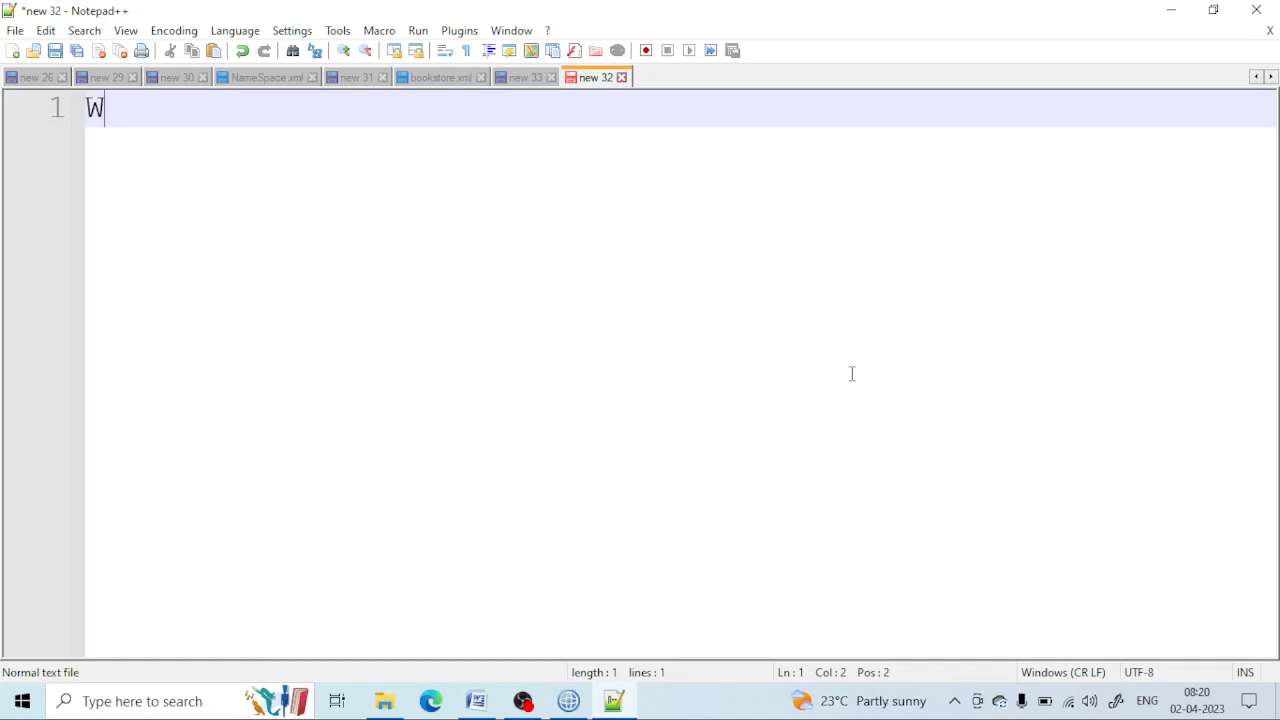 *new 32 - Notepad++
File Edit Search View Encoding Language Settings Tools Macro Run Plugins Window ? X
new 26 new 29 new 30 NameSpace.xml new 31 bookstore.xml new 33 new 32
1 W
Normal text file length : 1 lines : 1 Ln : 1 Col : 2 Pos : 2 Windows (CR LF) UTF-8 INS
Type here to search 23°C Partly sunny ENG 08:20
02-04-2023